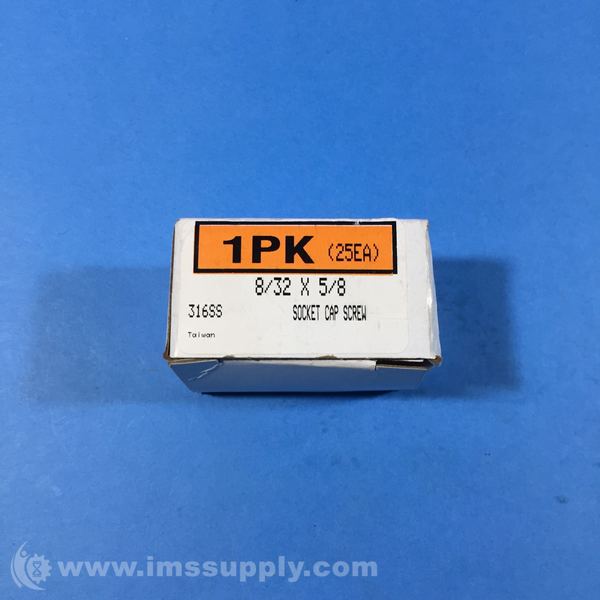 1PK (25EA)
8/32 X 5/8
316SS SOCKET CAP SCREW
Taiwan
www.imssupply.com